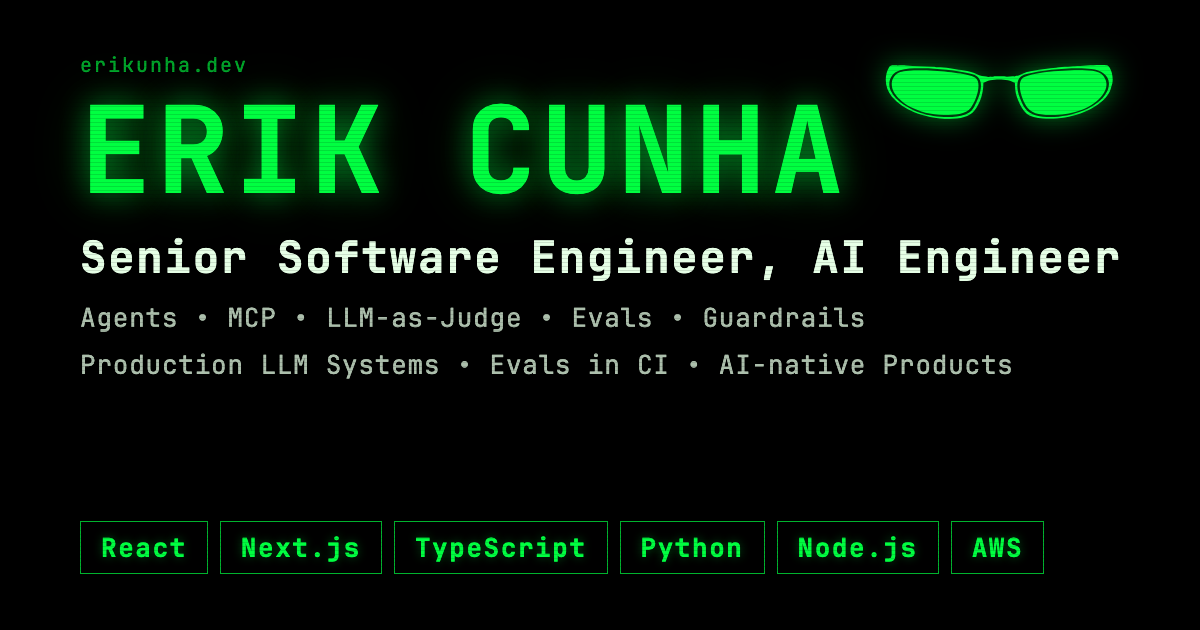 erikunha.dev
ERIK CUNHA
Senior Software Engineer, AI Engineer
Agents • MCP • LLM-as-Judge • Evals • Guardrails
Production LLM Systems • Evals in CI • AI-native Products
React Next.js TypeScript Python Node.js AWS